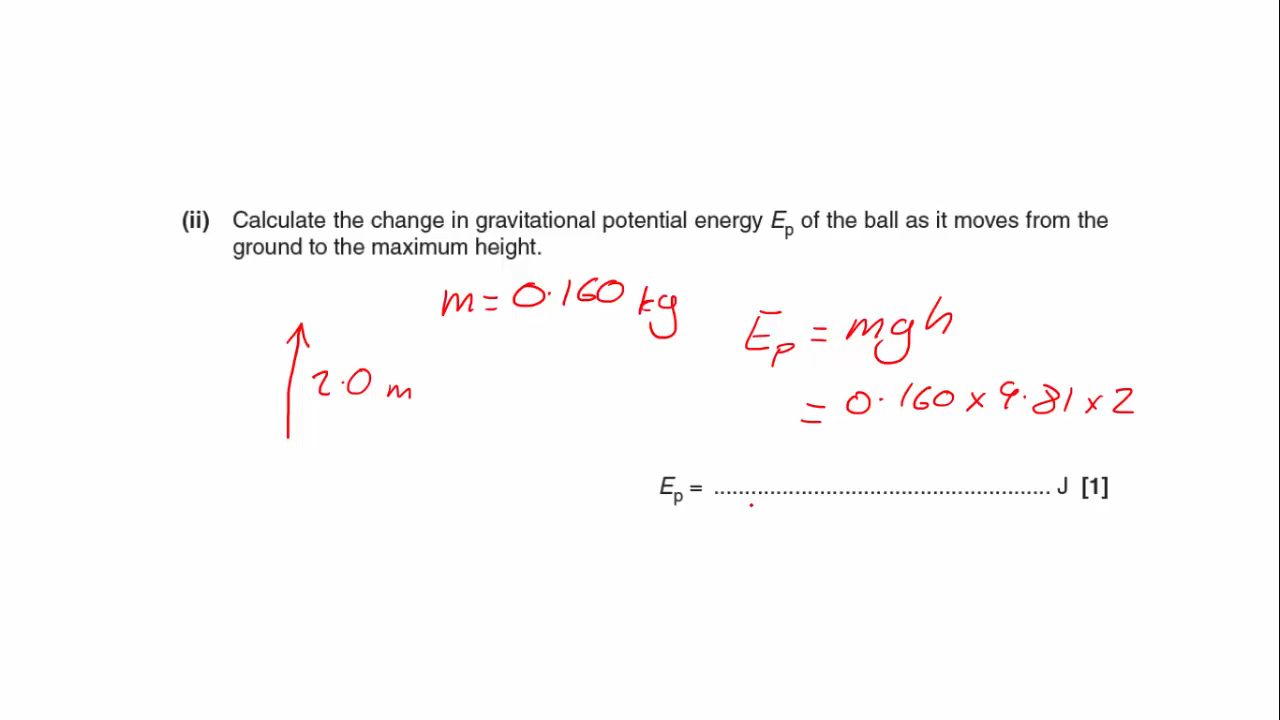 (ii) Calculate the change in gravitational potential energy Ep of the ball as it moves from the
ground to the maximum height.
m = 0.160 kg
Ep = mgh
2.0 m
= 0.160 × 9.81 × 2
Ep = ................................................... J [1]